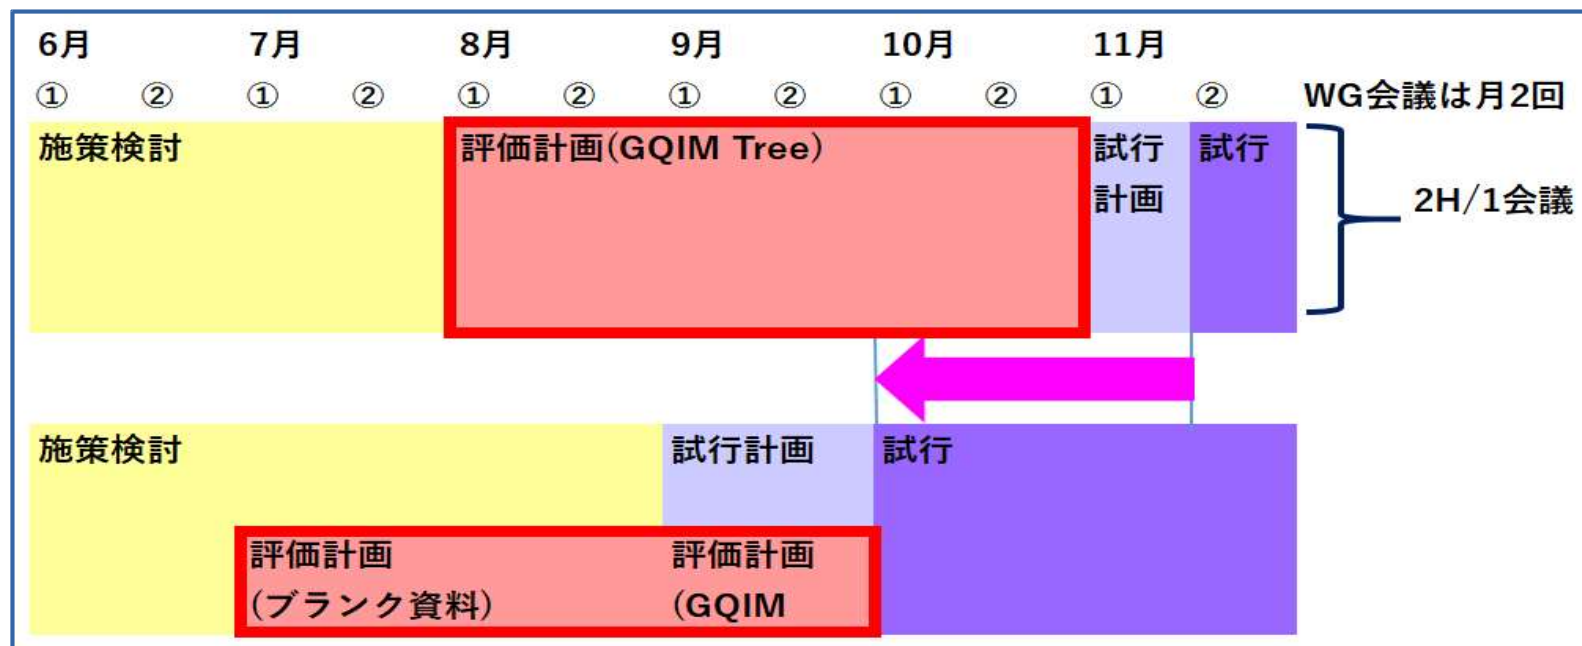 6月 7月 8月 9月 10月 11月
① ② ① ② ① ② ① ② ① ② ① ② WG会議は月2回
施策検討 評価計画(GQIM Tree) 試行 試行
計画 2H/1会議
施策検討 試行計画 試行
評価計画 評価計画
(ブランク資料) (GQIM